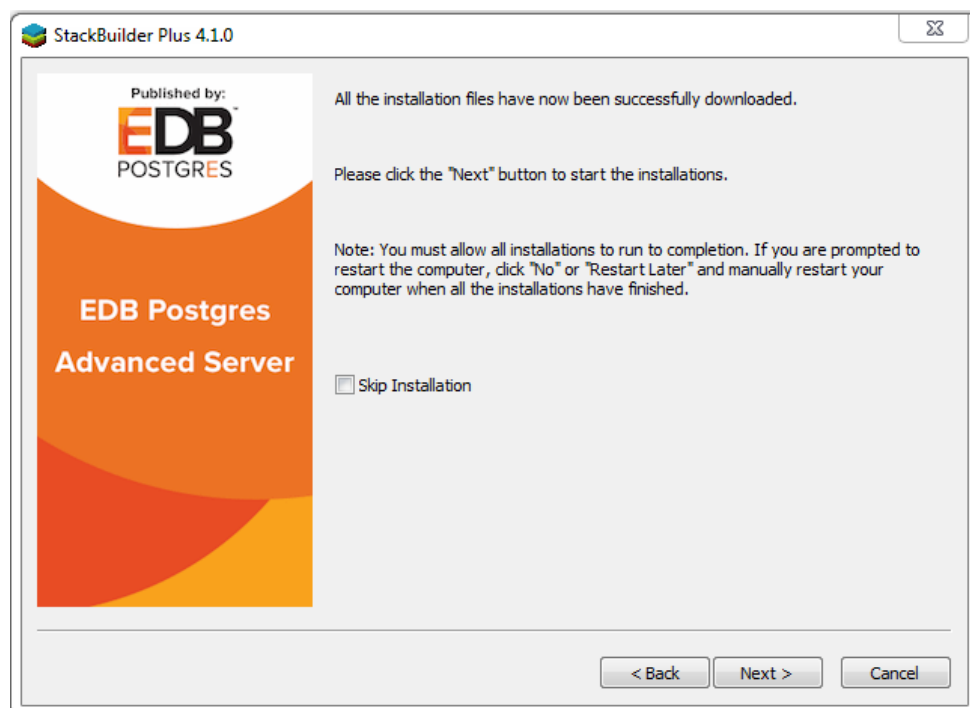 StackBuilder Plus 4.1.0
Published by:
EDB
POSTGRES
EDB Postgres
Advanced Server
All the installation files have now been successfully downloaded.
Please click the "Next" button to start the installations.
Note: You must allow all installations to run to completion. If you are prompted to
restart the computer, click "No" or "Restart Later" and manually restart your
computer when all the installations have finished.
Skip Installation
< Back
Next >
Cancel